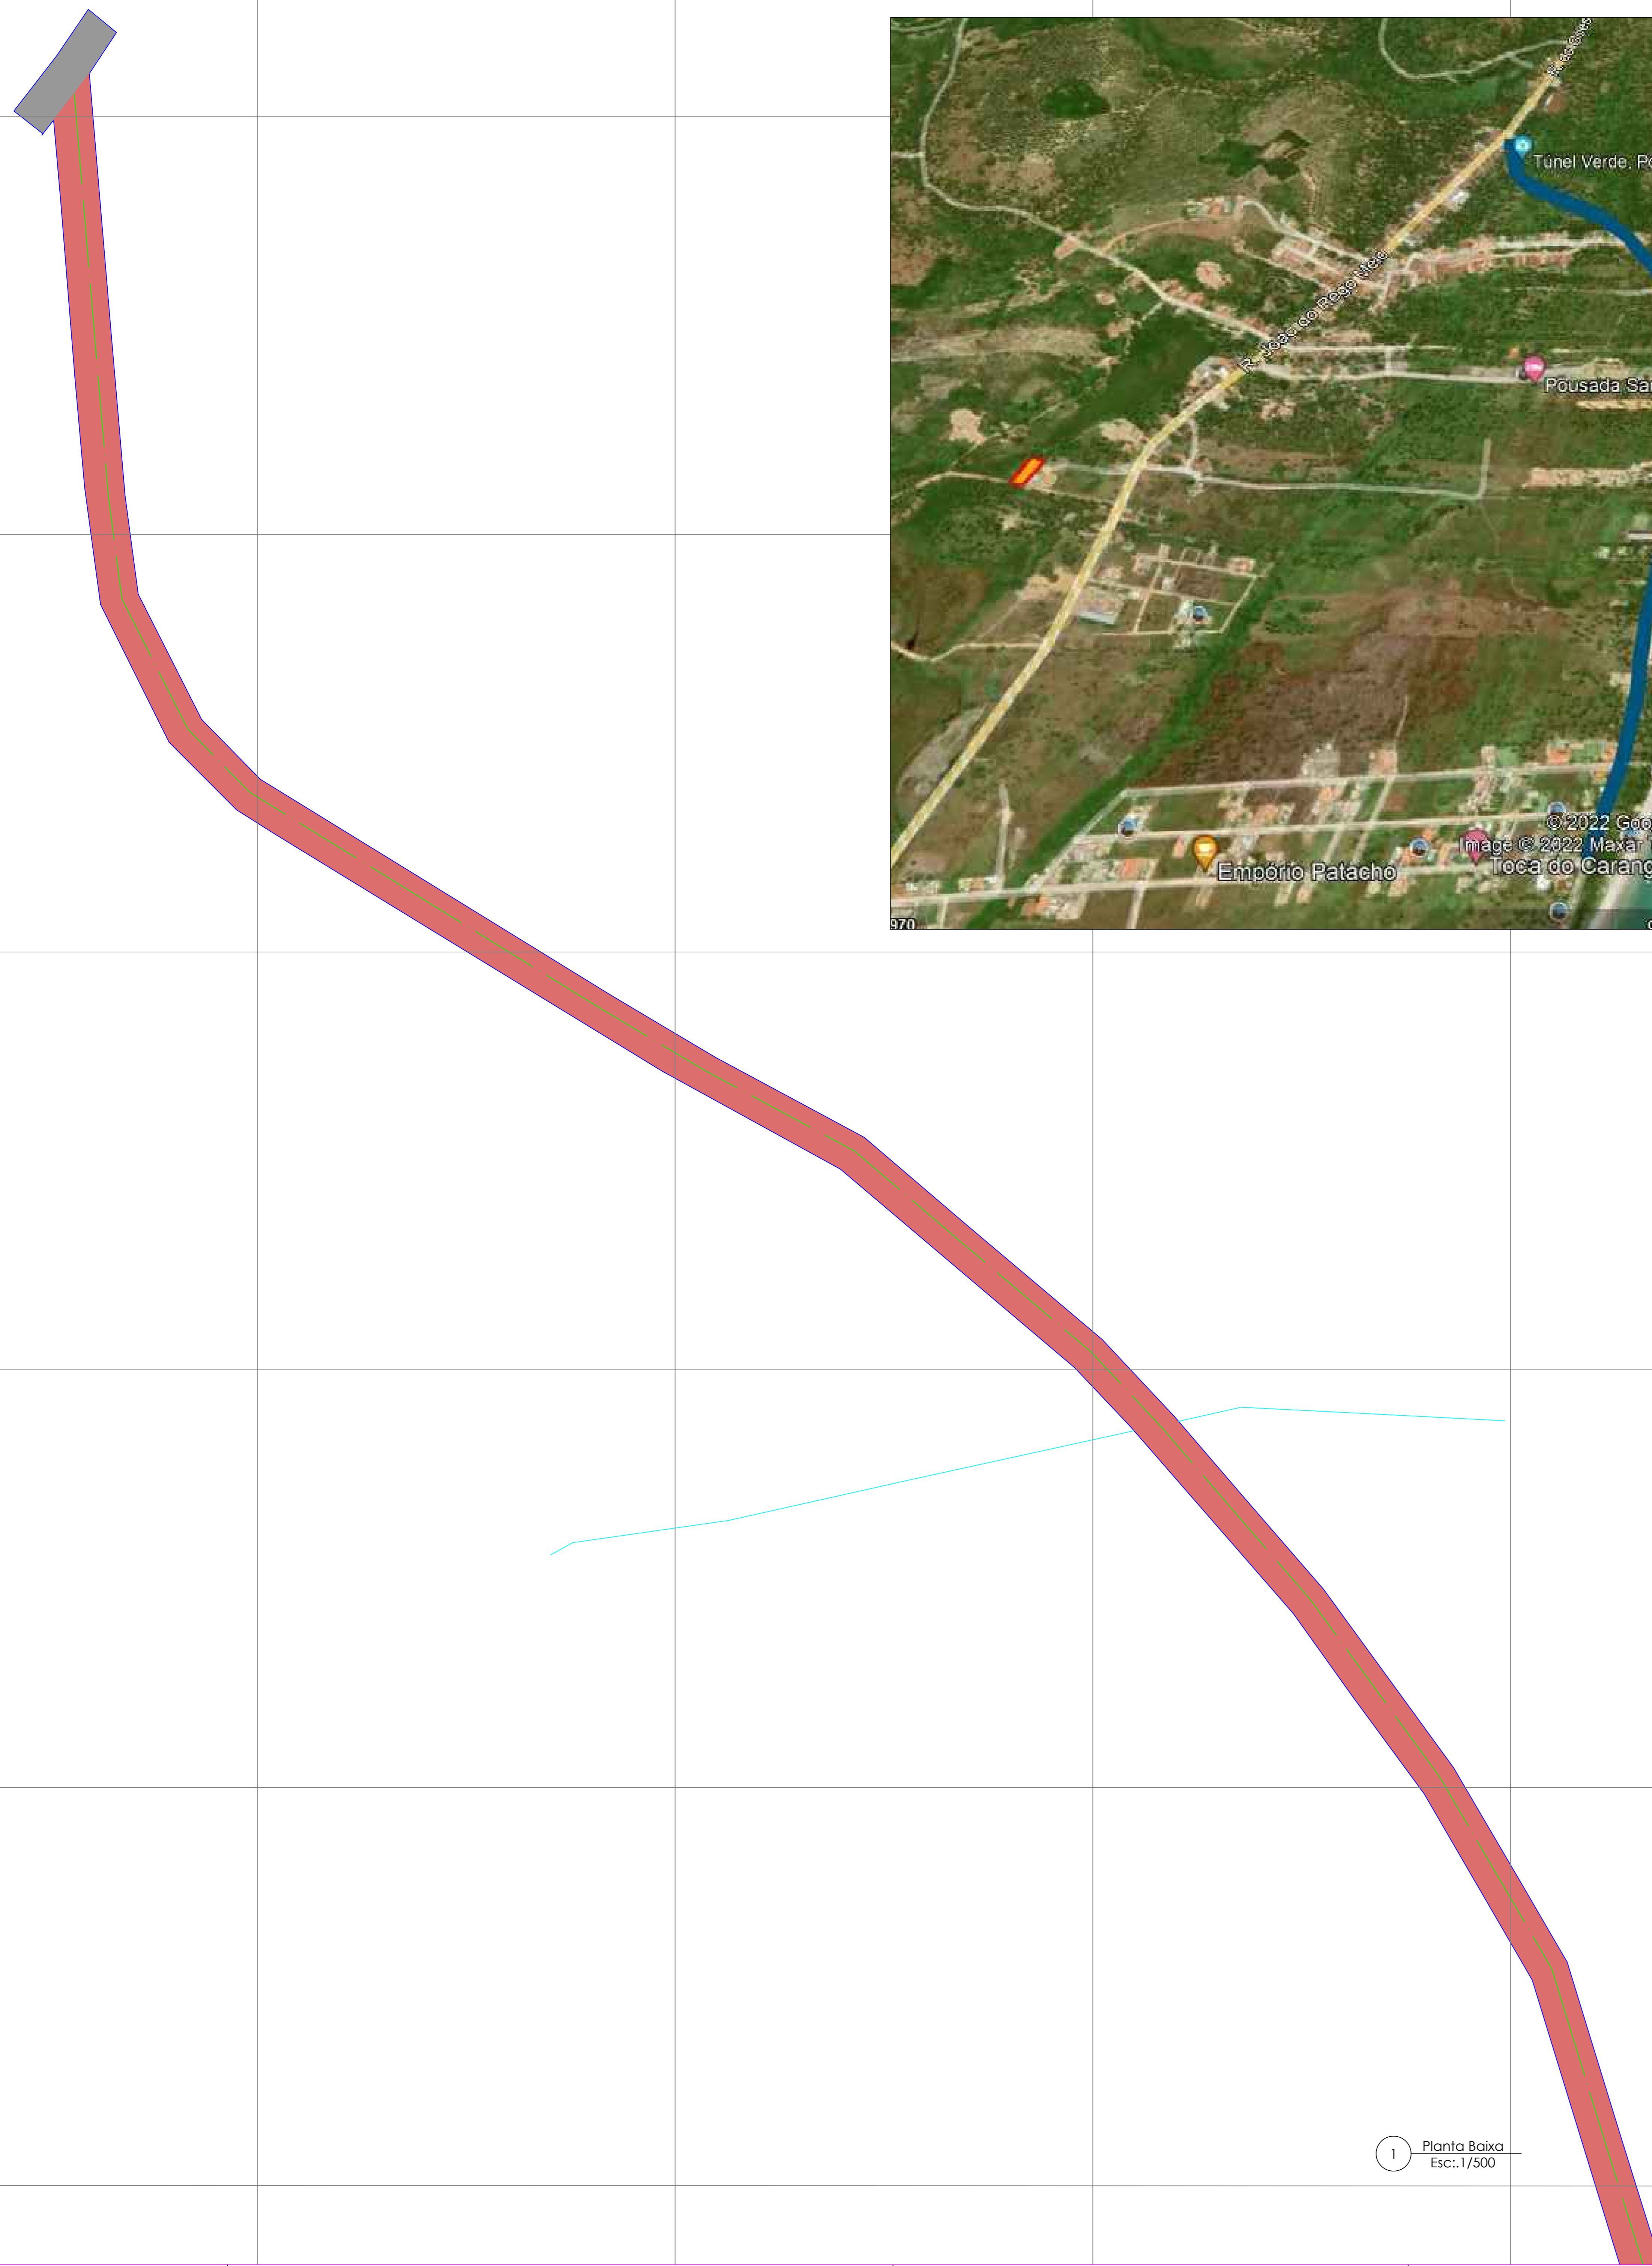 Túnel Verde. Po
R. João do Rego Melo
Pousada Sa
© 2022 Goo
Image © 2022 Maxar
Toca do Carang
Empório Patacho
970
1
Planta Baixa
Esc:.1/500